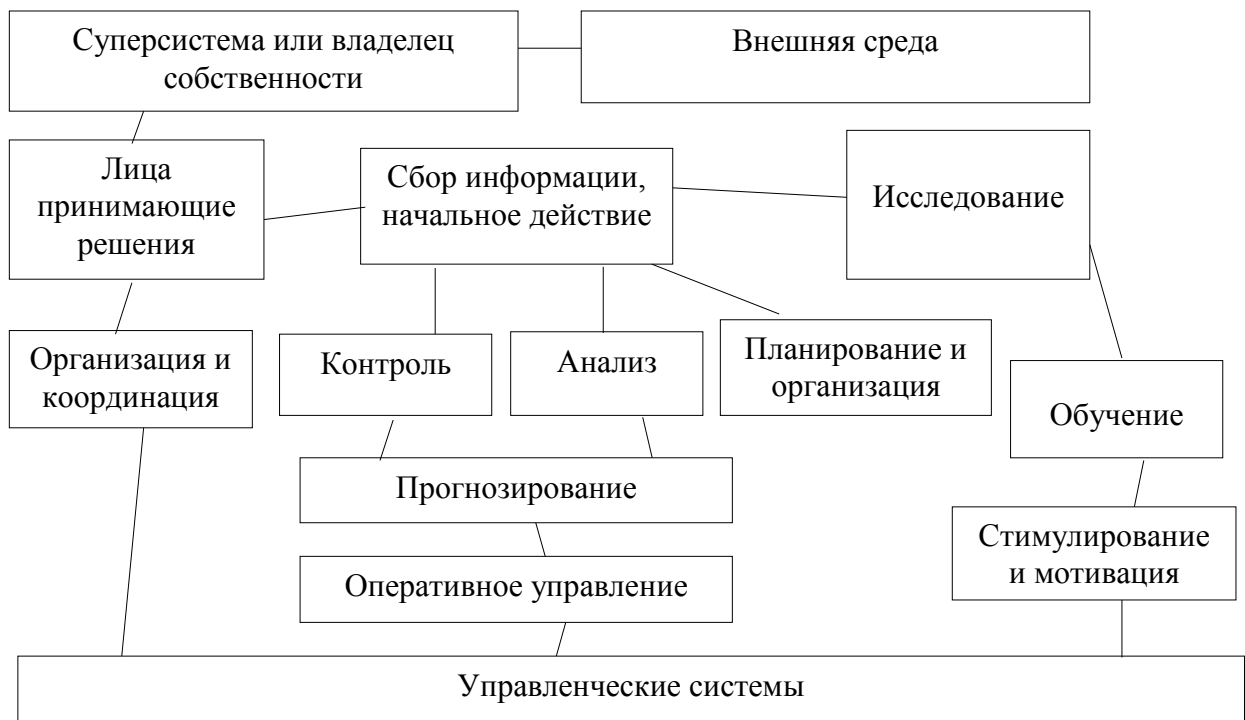 Суперсистема или владелец
собственности
Внешняя среда
Лица
принимающие
решения
Сбор информации,
начальное действие
Исследование
Организация и
координация
Контроль
Анализ
Планирование и
организация
Обучение
Прогнозирование
Стимулирование
и мотивация
Оперативное управление
Управленческие системы